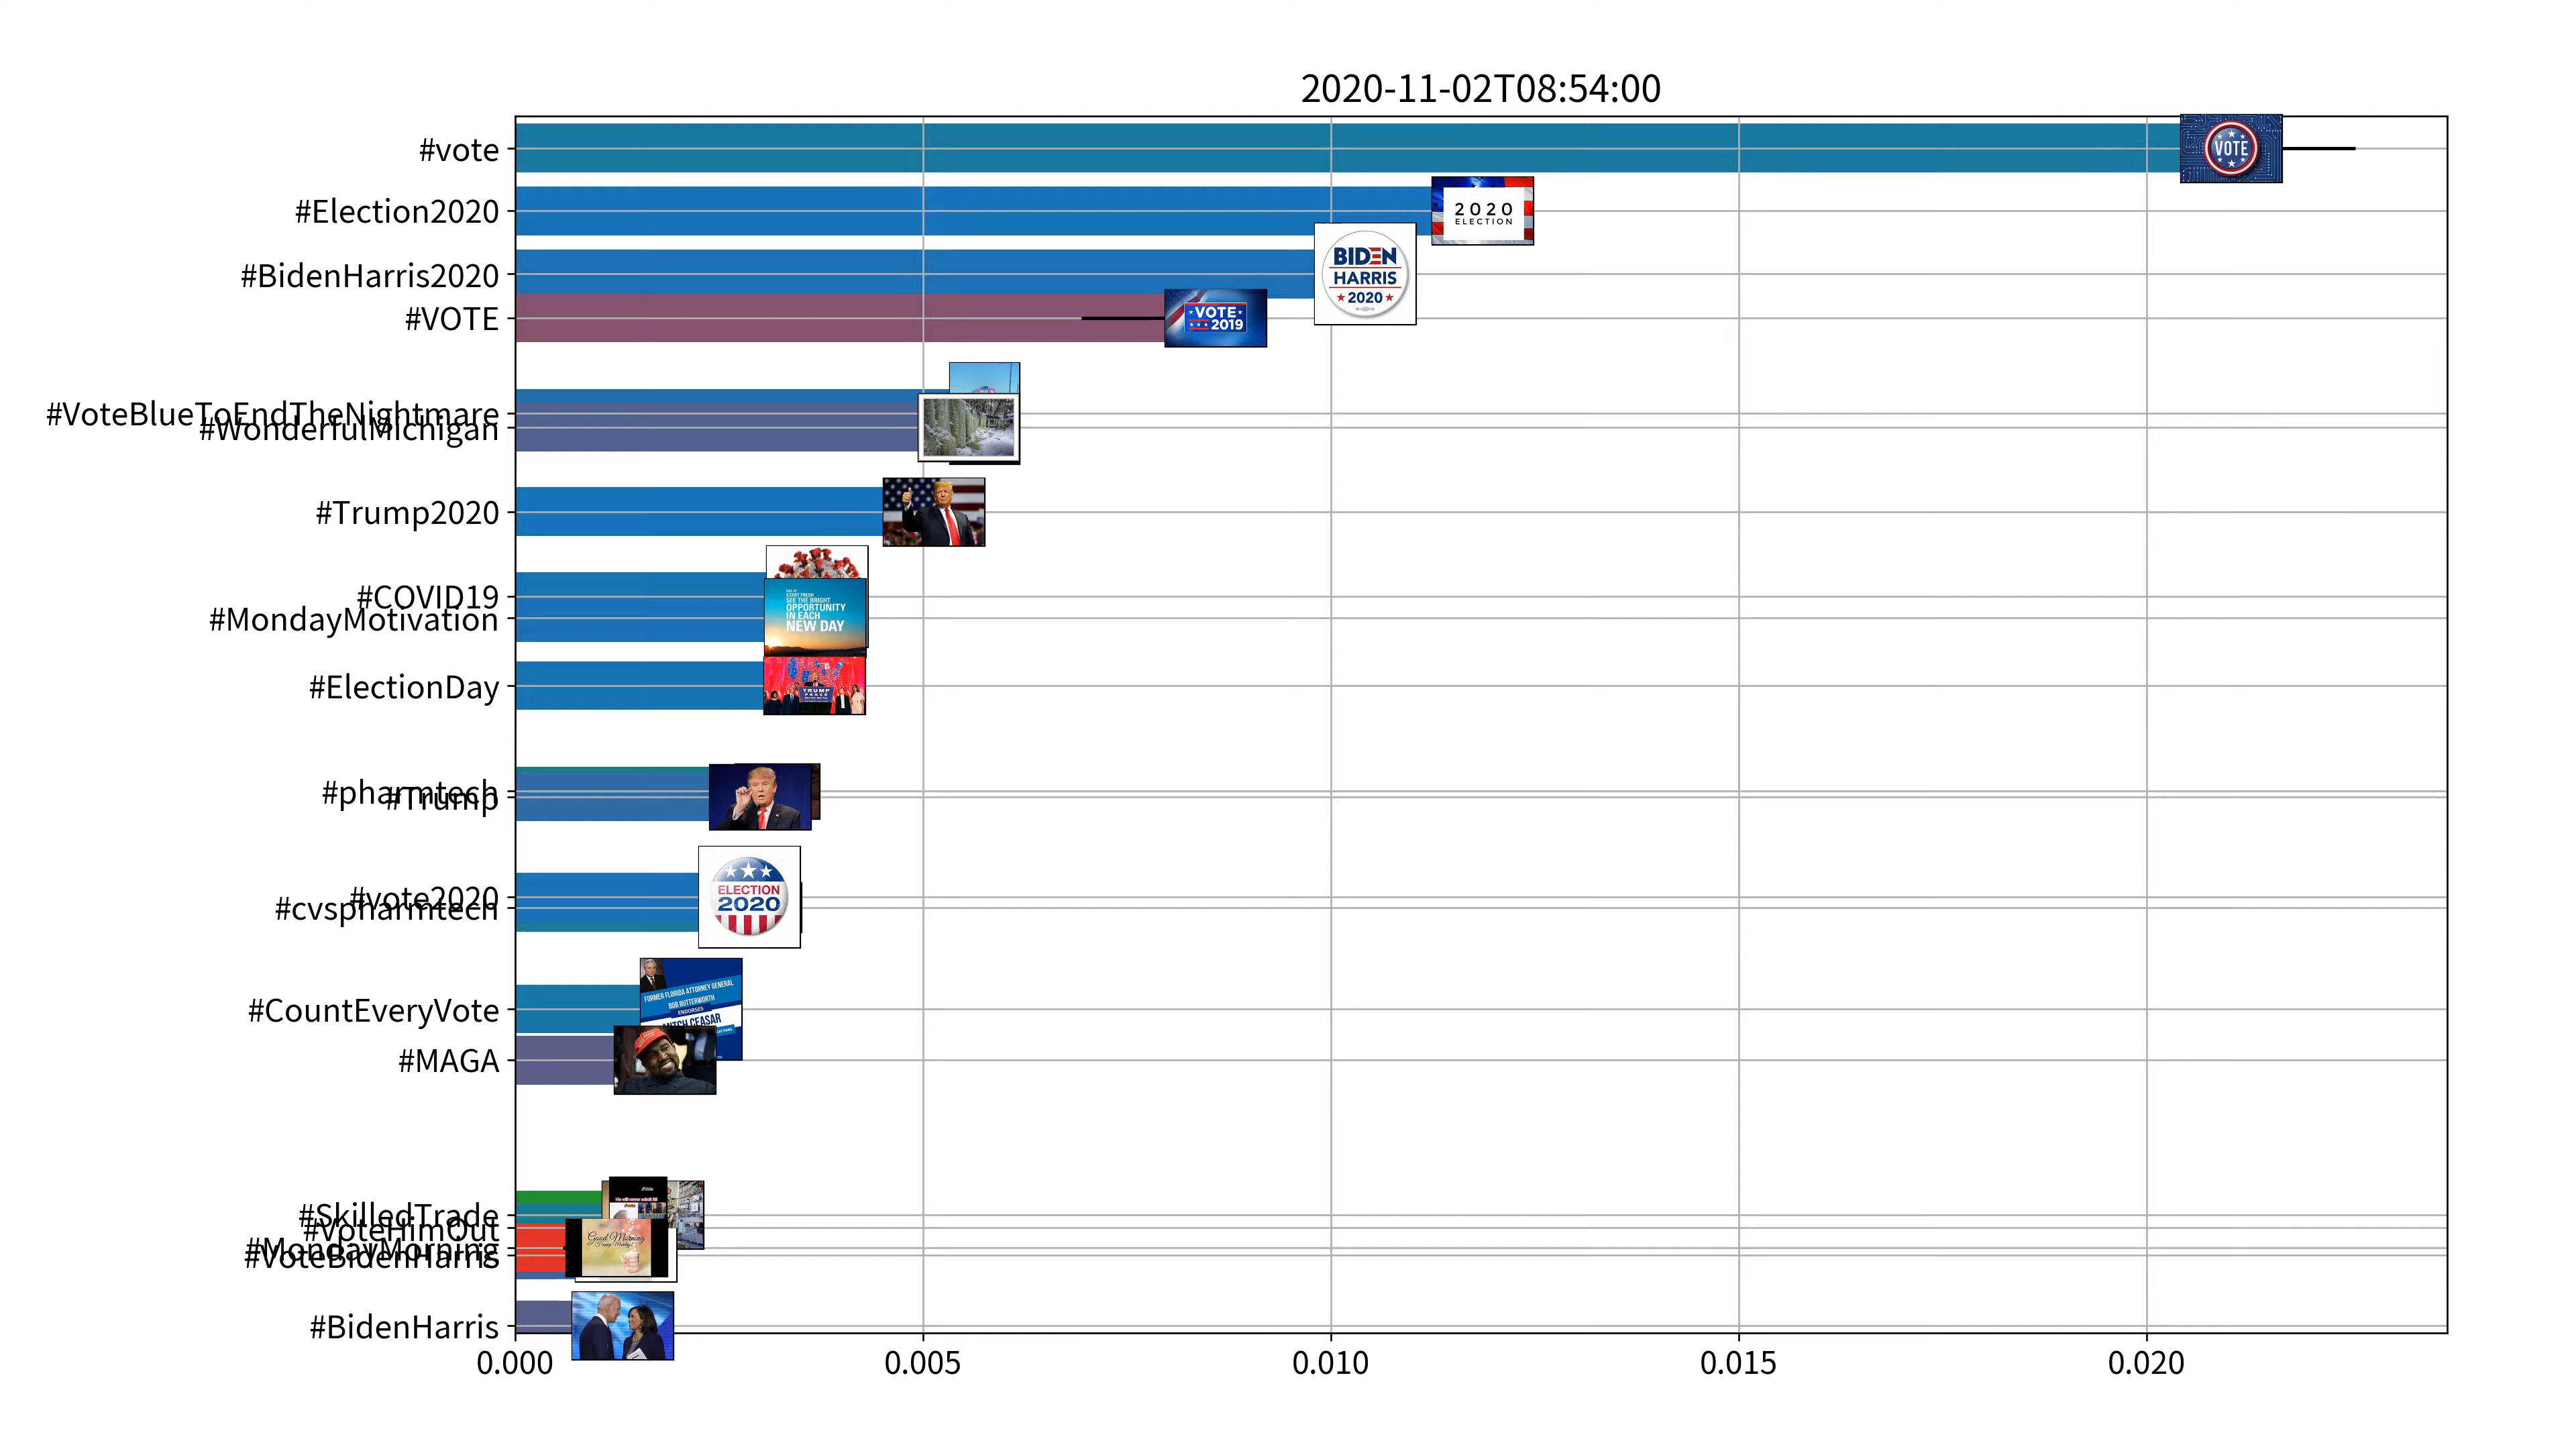 2020-11-02T08:54:00
#vote
VOTE
#Election2020
2020
ELECTION
#BidenHarris2020
BIDEN
HARRIS
2020
#VOTE
VOTE
2019
#VoteBlueToEndTheNightmare
#WonderfulMichigan
#Trump2020
#COVID19
#MondayMotivation
START FRESH
SEE THE BRIGHT
OPPORTUNITY
IN EACH
NEW DAY
#ElectionDay
TRUMP
PENCE
#pharmtech
#Trump
#vote2020
ELECTION
2020
#cvspharmtech
#CountEveryVote
FORMER FLORIDA ATTORNEY GENERAL
BOB BUTTERWORTH
ENDORSES
MITCH CEASAR
#MAGA
#SkilledTrade
#VoteHimOut
#MondayMorning
#VoteBidenHarris
Good Morning
#BidenHarris
0.000 0.005 0.010 0.015 0.020